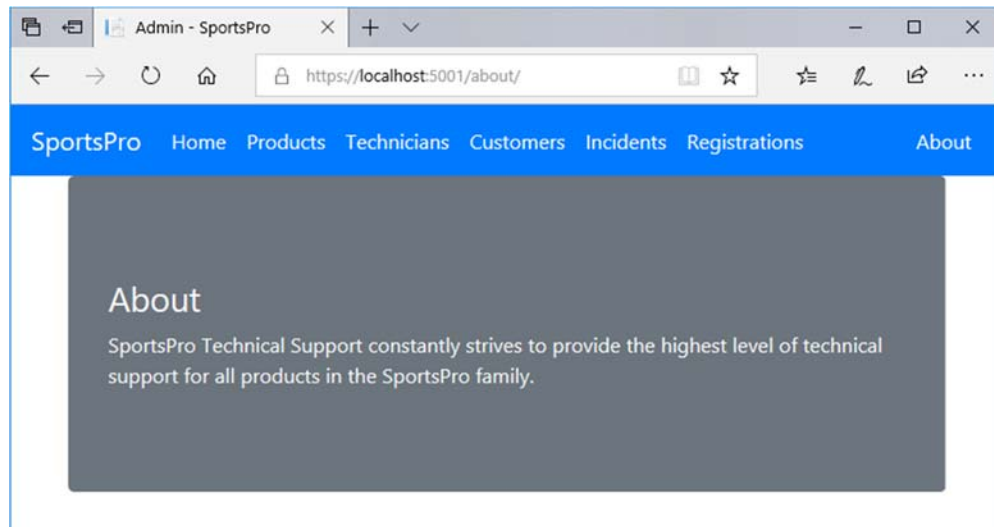 Admin - SportsPro
https://localhost:5001/about/
SportsPro Home Products Technicians Customers Incidents Registrations About
About
SportsPro Technical Support constantly strives to provide the highest level of technical
support for all products in the SportsPro family.